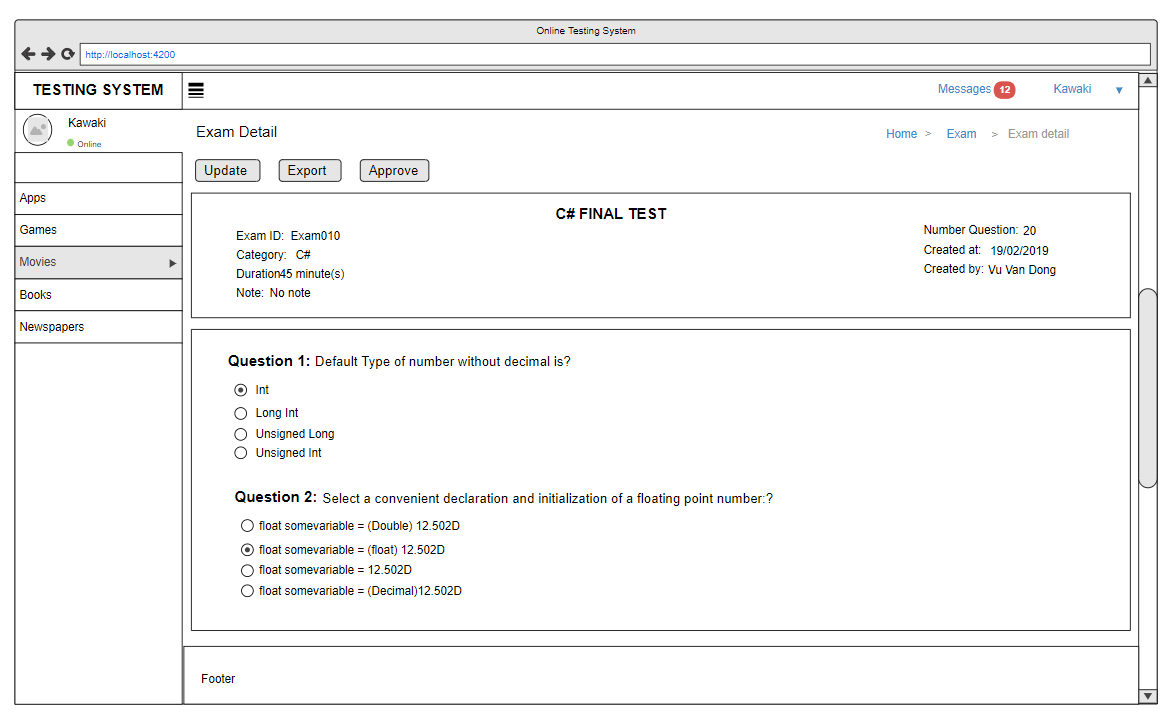 Online Testing System
http://localhost:4200
TESTING SYSTEM
Messages 12 Kawaki
Kawaki
Online
Exam Detail
Home > Exam > Exam detail
Update Export Approve
Apps
Games
Movies
Books
Newspapers
C# FINAL TEST
Exam ID: Exam010
Category: C#
Duration45 minute(s)
Note: No note
Number Question: 20
Created at: 19/02/2019
Created by: Vu Van Dong
Question 1: Default Type of number without decimal is?
Int
Long Int
Unsigned Long
Unsigned Int
Question 2: Select a convenient declaration and initialization of a floating point number:?
float somevariable = (Double) 12.502D
float somevariable = (float) 12.502D
float somevariable = 12.502D
float somevariable = (Decimal)12.502D
Footer